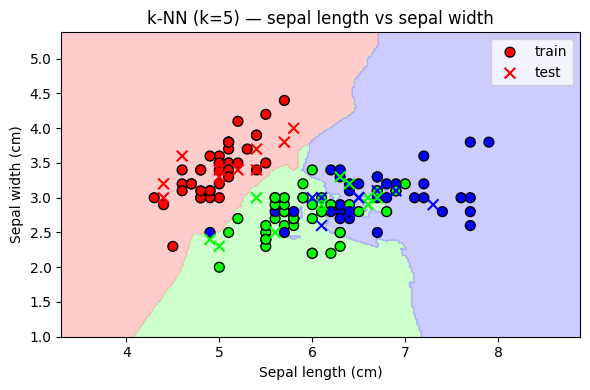 k-NN (k=5) — sepal length vs sepal width
train
test
Sepal width (cm)
5.0
4.5
4.0
3.5
3.0
2.5
2.0
1.5
1.0
4 5 6 7 8
Sepal length (cm)